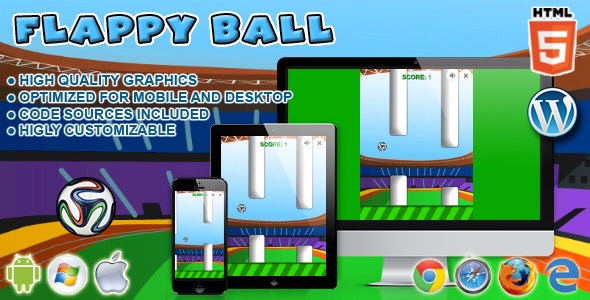 FLAPPY BALL
HTML
5
• HIGH QUALITY GRAPHICS
• OPTIMIZED FOR MOBILE AND DESKTOP
• CODE SOURCES INCLUDED
• HIGLY CUSTOMIZABLE
SCORE: 1
SCORE: 1